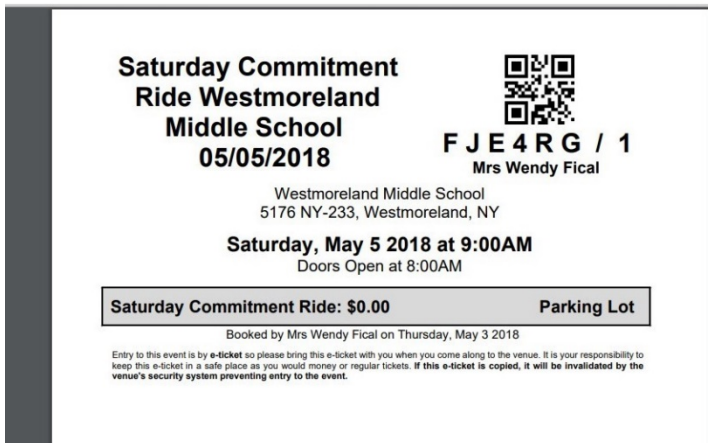 Saturday Commitment
Ride Westmoreland
Middle School
05/05/2018
FJE4RG / 1
Mrs Wendy Fical
Westmoreland Middle School
5176 NY-233, Westmoreland, NY
Saturday, May 5 2018 at 9:00AM
Doors Open at 8:00AM
Saturday Commitment Ride: $0.00 Parking Lot
Booked by Mrs Wendy Fical on Thursday, May 3 2018
Entry to this event is by e-ticket so please bring this e-ticket with you when you come along to the venue. It is your responsibility to
keep this e-ticket in a safe place as you would money or regular tickets. If this e-ticket is copied, it will be invalidated by the
venue's security system preventing entry to the event.